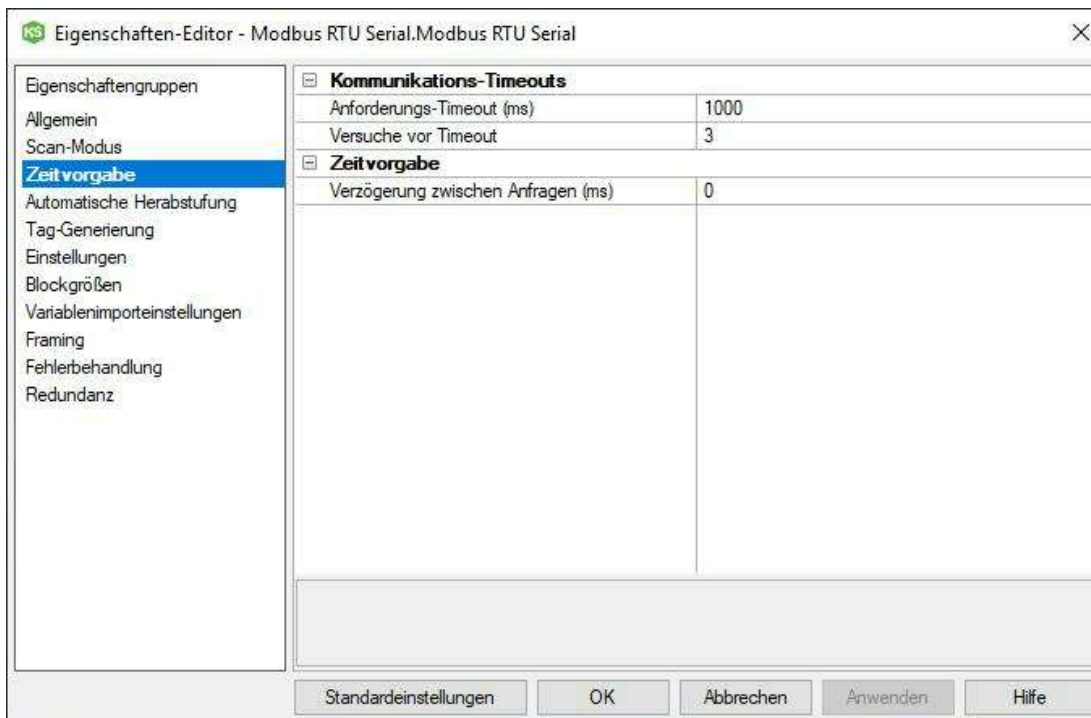 KS Eigenschaften-Editor - Modbus RTU Serial.Modbus RTU Serial
Eigenschaftengruppen
Allgemein
Scan-Modus
Zeitvorgabe
Automatische Herabstufung
Tag-Generierung
Einstellungen
Blockgrößen
Variablenimporteinstellungen
Framing
Fehlerbehandlung
Redundanz
Kommunikations-Timeouts
Anforderungs-Timeout (ms) 1000
Versuche vor Timeout 3
Zeitvorgabe
Verzögerung zwischen Anfragen (ms) 0
Standardeinstellungen OK Abbrechen Anwenden Hilfe